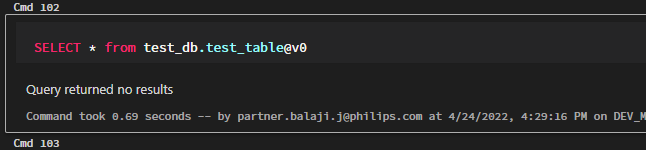 Cmd 102
SELECT * from test_db.test_table@v0
Query returned no results
Command took 0.69 seconds -- by partner.balaji.j@philips.com at 4/24/2022, 4:29:16 PM on DEV_M
Cmd 103